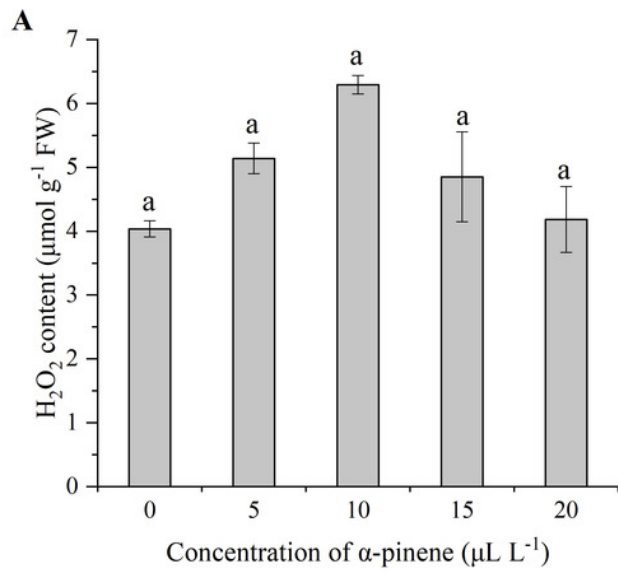 A
H₂O₂ content (μmol g⁻¹ FW)
7
6
5
4
3
2
1
0
a
a
a
a
a
0 5 10 15 20
Concentration of α-pinene (μL L⁻¹)